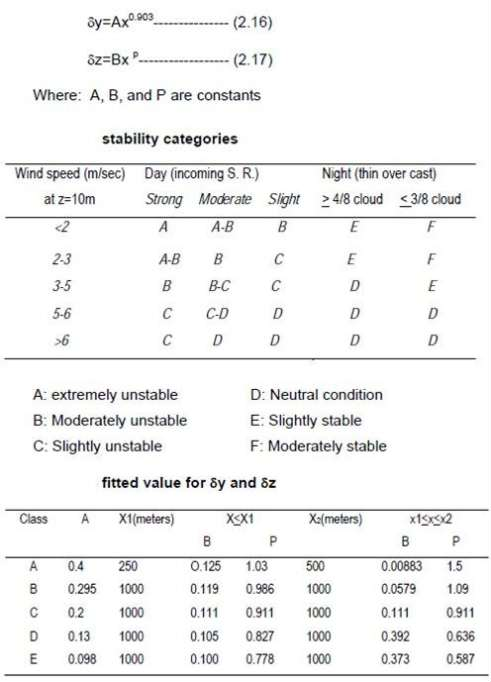 δy=Ax^0.903-------------- (2.16)
δz=Bx ^P----------------- (2.17)
Where: A, B, and P are constants
stability categories
Wind speed (m/sec) Day (incoming S. R.) Night (thin over cast)
at z=10m Strong Moderate Slight ≥ 4/8 cloud ≤ 3/8 cloud
<2 A A-B B E F
2-3 A-B B C E F
3-5 B B-C C D E
5-6 C C-D D D D
>6 C D D D D
A: extremely unstable D: Neutral condition
B: Moderately unstable E: Slightly stable
C: Slightly unstable F: Moderately stable
fitted value for δy and δz
Class A X1(meters) X≤X1 X₂(meters) x1≤x≤x2
B P B P
A 0.4 250 O.125 1.03 500 0.00883 1.5
B 0.295 1000 0.119 0.986 1000 0.0579 1.09
C 0.2 1000 0.111 0.911 1000 0.111 0.911
D 0.13 1000 0.105 0.827 1000 0.392 0.636
E 0.098 1000 0.100 0.778 1000 0.373 0.587